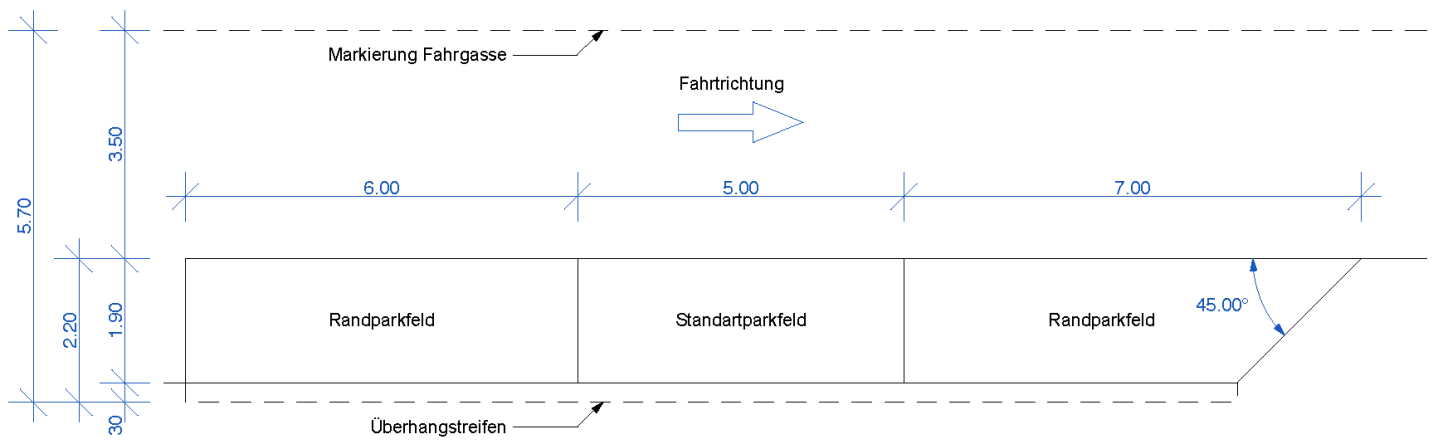 Markierung Fahrgasse
Fahrtrichtung
3.50
6.00
5.00
7.00
5.70
2.20
1.90
Randparkfeld
Standartparkfeld
Randparkfeld
45.00°
30
Überhangstreifen